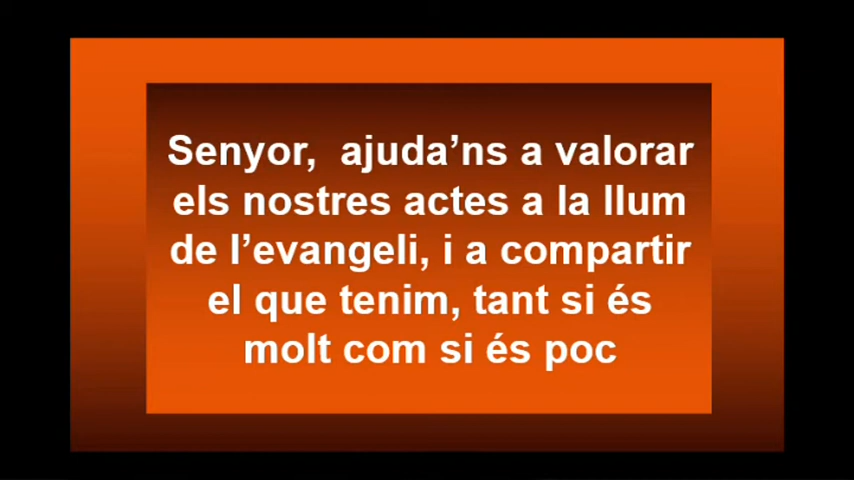 Senyor,  ajuda’ns a valorar
els nostres actes a la llum
de l’evangeli, i a compartir
el que tenim, tant si és
molt com si és poc